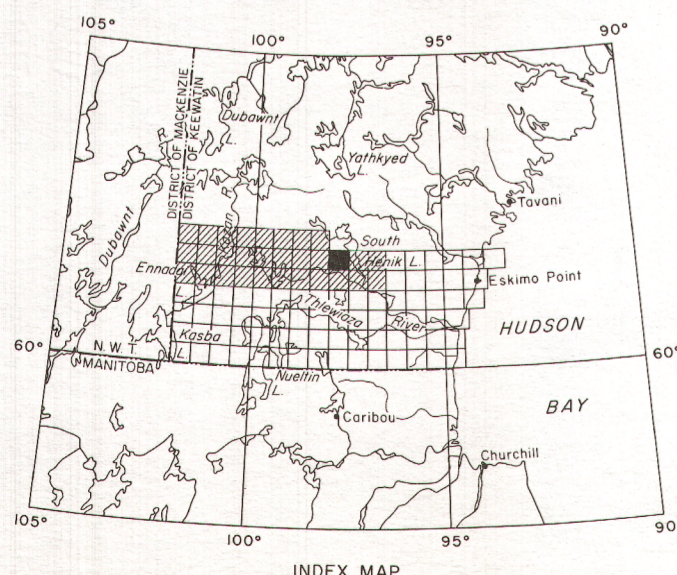 105°
100°
95°
90°
DISTRICT OF MACKENZIE
DISTRICT OF KEEWATIN
Dubawnt
L.
R.
Yathkyed
L.
Tavani
Dubawnt
Kazan
R.
South
Henik L.
Ennadai
L.
Eskimo Point
Thlewiaza
River
HUDSON
Kasba
L.
60°
N. W. T.
MANITOBA
60°
Nueltin
L.
BAY
Caribou
Churchill
105°
100°
95°
90
INDEX MAP